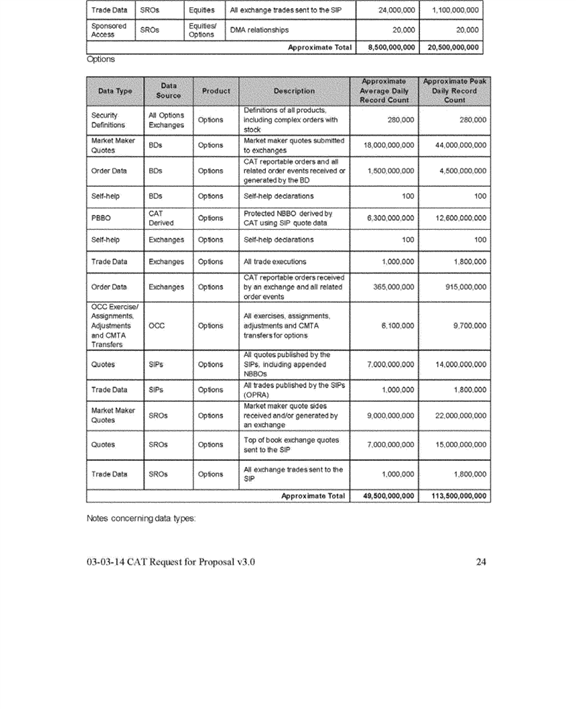 Trade Data SROs Equities All exchange trades sent to the SIP 24,000,000 1,100,000,000
Sponsored Access SROs Equities/ Options DMA relationships 20,000 20,000
Approximate Total 8,500,000,000 20,500,000,000
Options
Data Type Data Source Product Description Approximate Average Daily Record Count Approximate Peak Daily Record Count
Security Definitions All Options Exchanges Options Definitions of all products, including complex orders with stock 280,000 280,000
Market Maker Quotes BDs Options Market maker quotes submitted to exchanges 18,000,000,000 44,000,000,000
Order Data BDs Options CAT reportable orders and all related order events received or generated by the BD 1,500,000,000 4,500,000,000
Self-help BDs Options Self-help declarations 100 100
PBBO CAT Derived Options Protected NBBO derived by CAT using SIP quote data 6,300,000,000 12,600,000,000
Self-help Exchanges Options Self-help declarations 100 100
Trade Data Exchanges Options All trade executions 1,000,000 1,800,000
Order Data Exchanges Options CAT reportable orders received by an exchange and all related order events 365,000,000 915,000,000
OCC Exercise/ Assignments, Adjustments and CMTA Transfers OCC Options All exercises, assignments, adjustments and CMTA transfers for options 6,100,000 9,700,000
Quotes SIPs Options All quotes published by the SIPs, including appended NBBOs 7,000,000,000 14,000,000,000
Trade Data SIPs Options All trades published by the SIPs (OPRA) 1,000,000 1,800,000
Market Maker Quotes SROs Options Market maker quote sides received and/or generated by an exchange 9,000,000,000 22,000,000,000
Quotes SROs Options Top of book exchange quotes sent to the SIP 7,000,000,000 15,000,000,000
Trade Data SROs Options All exchange trades sent to the SIP 1,000,000 1,800,000
Approximate Total 49,500,000,000 113,500,000,000
Notes concerning data types:
03-03-14 CAT Request for Proposal v3.0 24